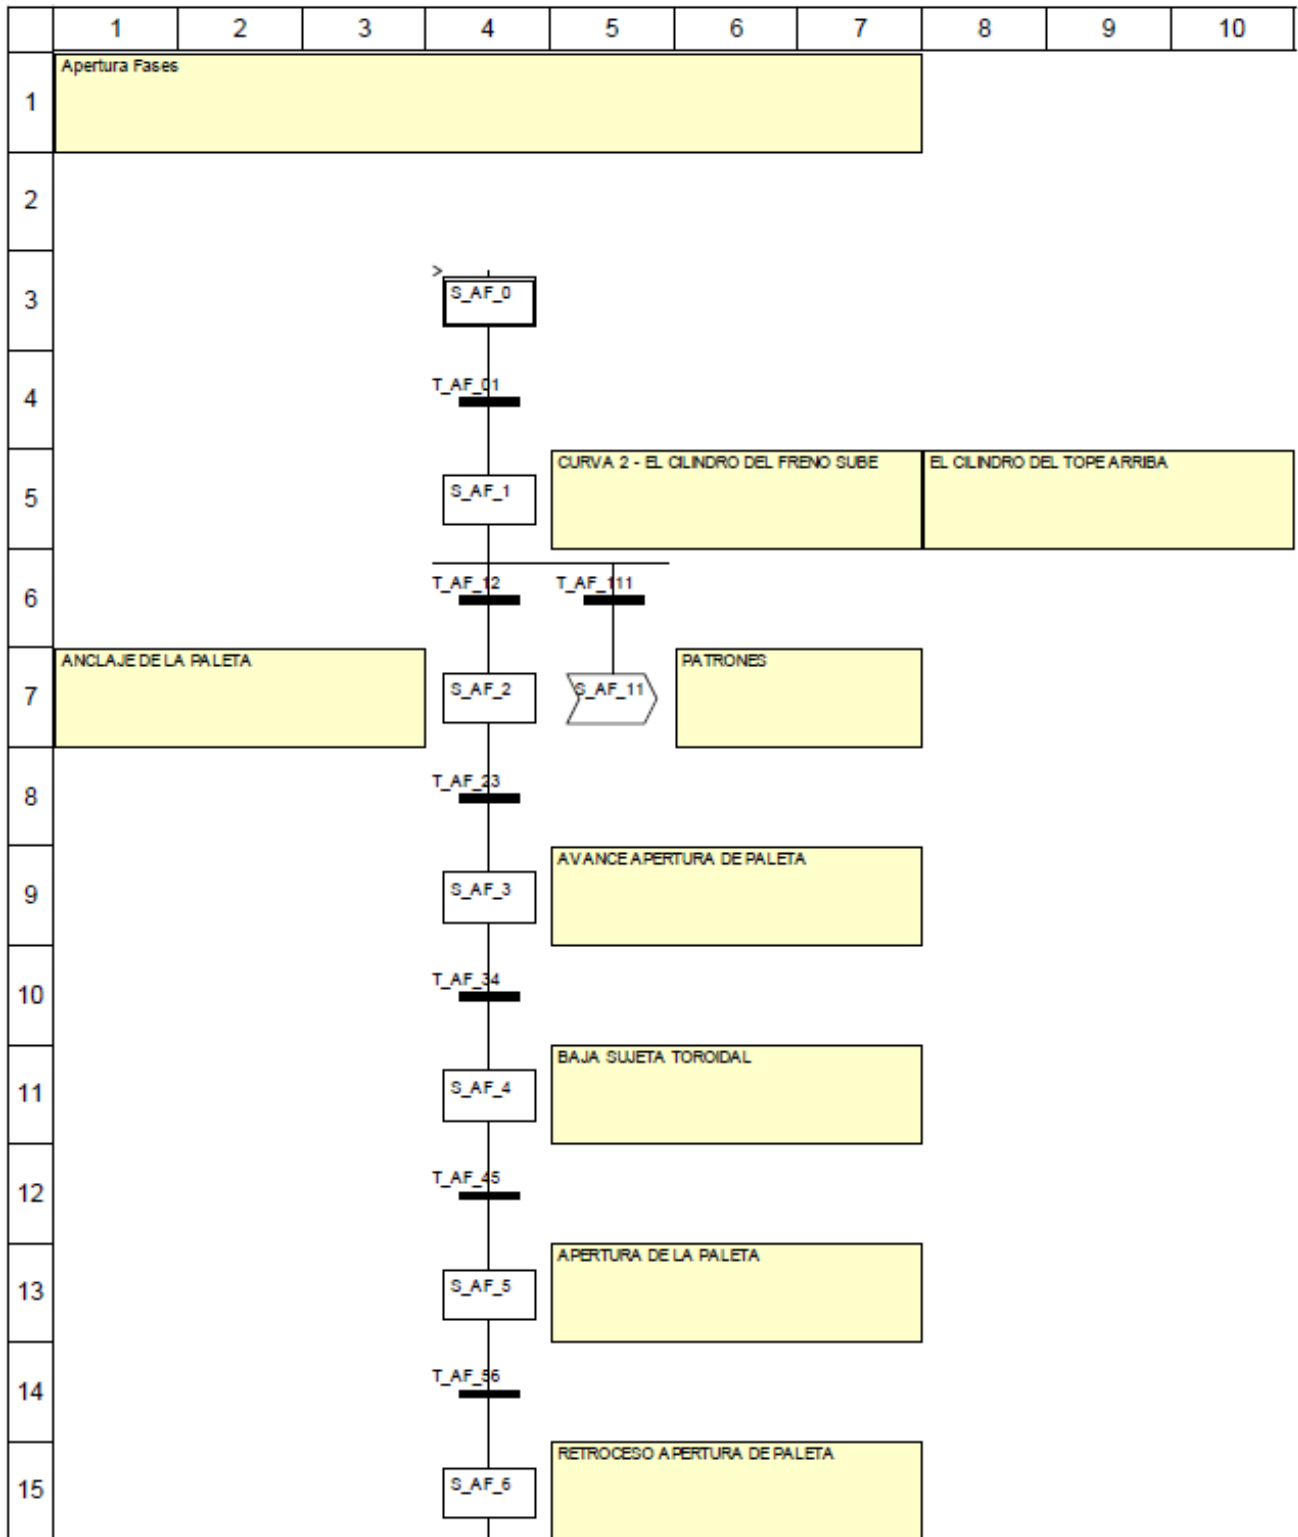 1 2 3 4 5 6 7 8 9 10
1 Apertura Fases
2
>
3 S_AF_0
4 T_AF_01
5 S_AF_1 CURVA 2 - EL CILINDRO DEL FRENO SUBE EL CILINDRO DEL TOPE ARRIBA
6 T_AF_12 T_AF_111
7 ANCLAJE DE LA PALETA S_AF_2 S_AF_11 PATRONES
8 T_AF_23
9 S_AF_3 AVANCE APERTURA DE PALETA
10 T_AF_34
11 S_AF_4 BAJA SUJETA TOROIDAL
12 T_AF_45
13 S_AF_5 APERTURA DE LA PALETA
14 T_AF_56
15 S_AF_6 RETROCESO APERTURA DE PALETA